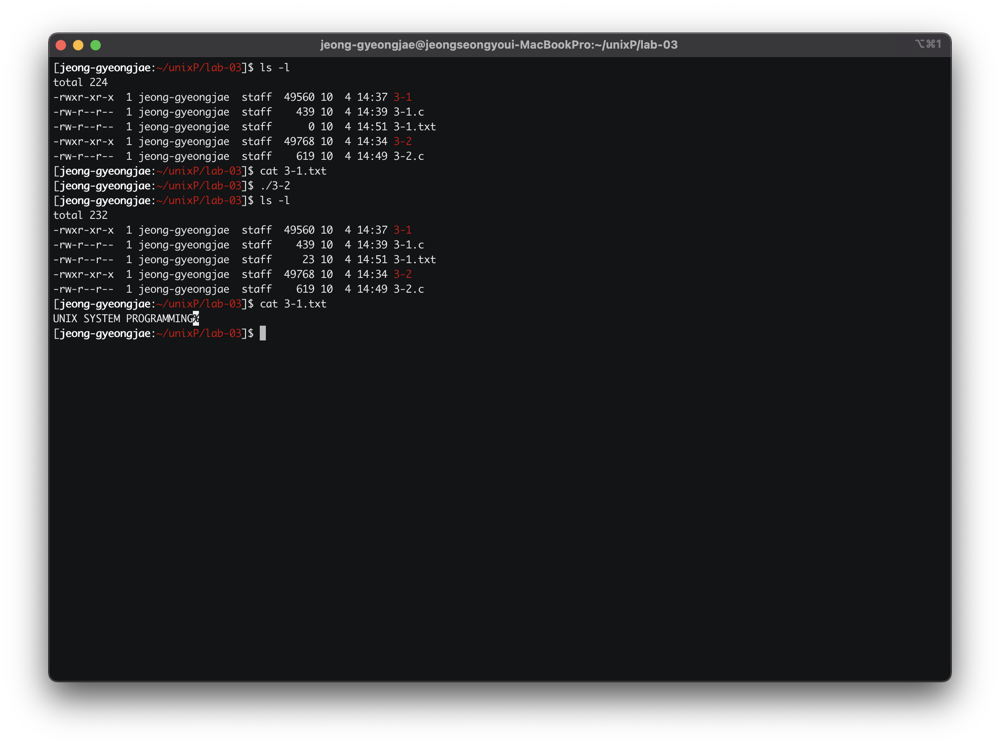 jeong-gyeongjae@jeongseongyoui-MacBookPro:~/unixP/lab-03 ⌥⌘1
[jeong-gyeongjae:~/unixP/lab-03]$ ls -l
total 224
-rwxr-xr-x  1 jeong-gyeongjae  staff  49560 10  4 14:37 3-1
-rw-r--r--  1 jeong-gyeongjae  staff    439 10  4 14:39 3-1.c
-rw-r--r--  1 jeong-gyeongjae  staff      0 10  4 14:51 3-1.txt
-rwxr-xr-x  1 jeong-gyeongjae  staff  49768 10  4 14:34 3-2
-rw-r--r--  1 jeong-gyeongjae  staff    619 10  4 14:49 3-2.c
[jeong-gyeongjae:~/unixP/lab-03]$ cat 3-1.txt
[jeong-gyeongjae:~/unixP/lab-03]$ ./3-2
[jeong-gyeongjae:~/unixP/lab-03]$ ls -l
total 232
-rwxr-xr-x  1 jeong-gyeongjae  staff  49560 10  4 14:37 3-1
-rw-r--r--  1 jeong-gyeongjae  staff    439 10  4 14:39 3-1.c
-rw-r--r--  1 jeong-gyeongjae  staff     23 10  4 14:51 3-1.txt
-rwxr-xr-x  1 jeong-gyeongjae  staff  49768 10  4 14:34 3-2
-rw-r--r--  1 jeong-gyeongjae  staff    619 10  4 14:49 3-2.c
[jeong-gyeongjae:~/unixP/lab-03]$ cat 3-1.txt
UNIX SYSTEM PROGRAMMING%
[jeong-gyeongjae:~/unixP/lab-03]$